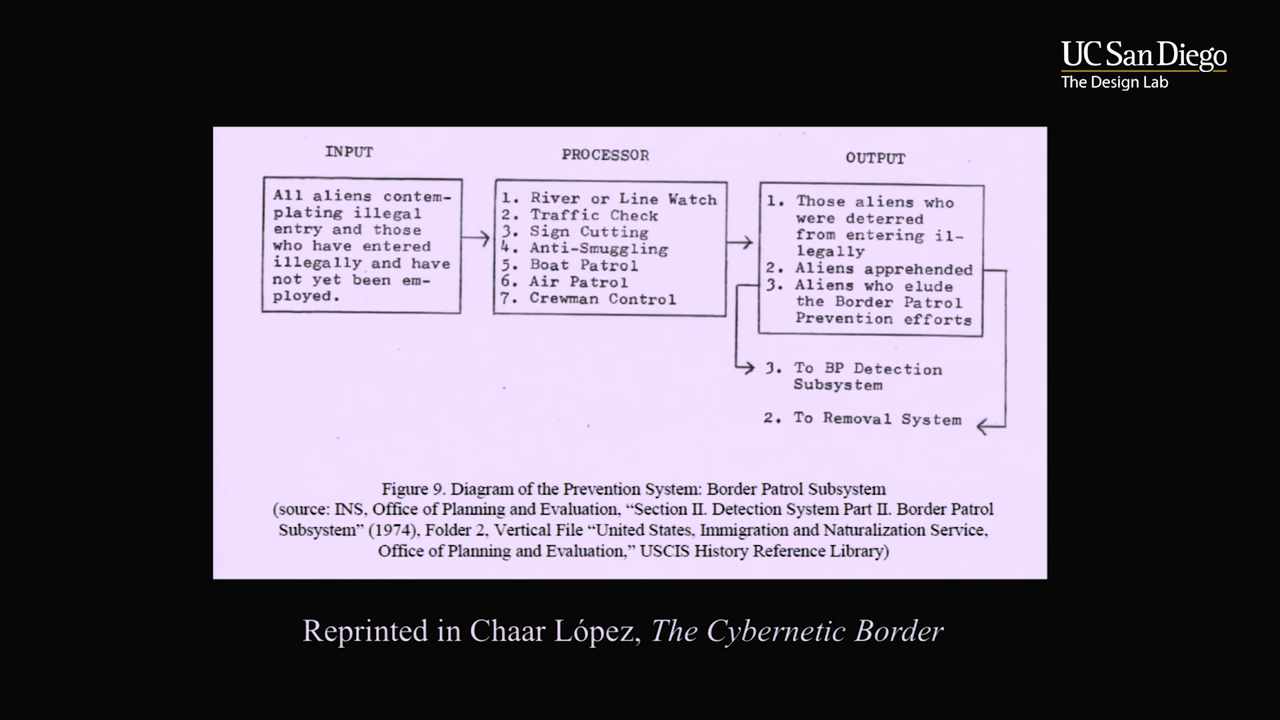 UC San Diego
The Design Lab
INPUT
All aliens contem-
plating illegal
entry and those
who have entered
illegally and have
not yet been em-
ployed.
PROCESSOR
1. River or Line Watch
2. Traffic Check
3. Sign Cutting
4. Anti-Smuggling
5. Boat Patrol
6. Air Patrol
7. Crewman Control
OUTPUT
1. Those aliens who
were deterred
from entering il-
legally
2. Aliens apprehended
3. Aliens who elude
the Border Patrol
Prevention efforts
3. To BP Detection
Subsystem
2. To Removal System
Figure 9. Diagram of the Prevention System: Border Patrol Subsystem
(source: INS, Office of Planning and Evaluation, “Section II. Detection System Part II. Border Patrol
Subsystem” (1974), Folder 2, Vertical File “United States, Immigration and Naturalization Service,
Office of Planning and Evaluation,” USCIS History Reference Library)
Reprinted in Chaar López, The Cybernetic Border